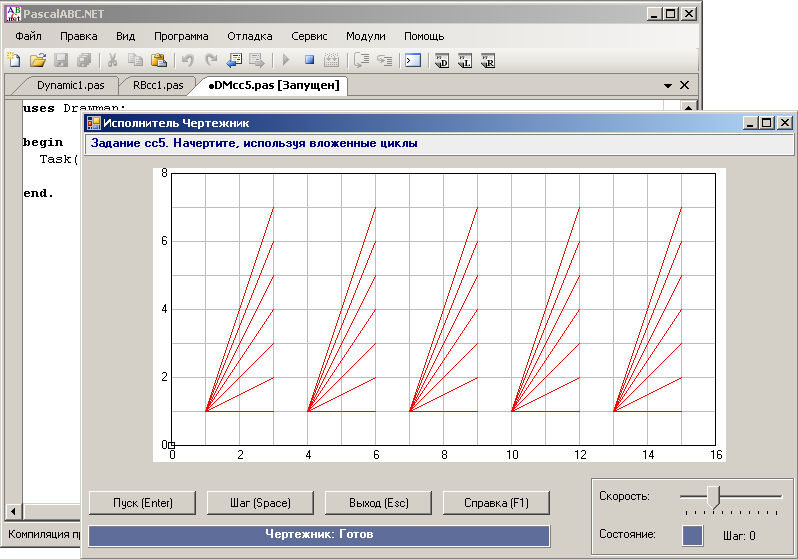 PascalABC.NET
Файл Правка Вид Программа Отладка Сервис Модули Помощь
Dynamic1.pas RBcc1.pas •DMcc5.pas [Запущен]
uses Drawman;
begin
Task(
end.
Исполнитель Чертежник
Задание cc5. Начертите, используя вложенные циклы
8
6
4
2
0
0 2 4 6 8 10 12 14 16
Пуск (Enter) Шаг (Space) Выход (Esc) Справка (F1)
Скорость:
Чертежник: Готов
Состояние: Шаг: 0
Компиляция пр